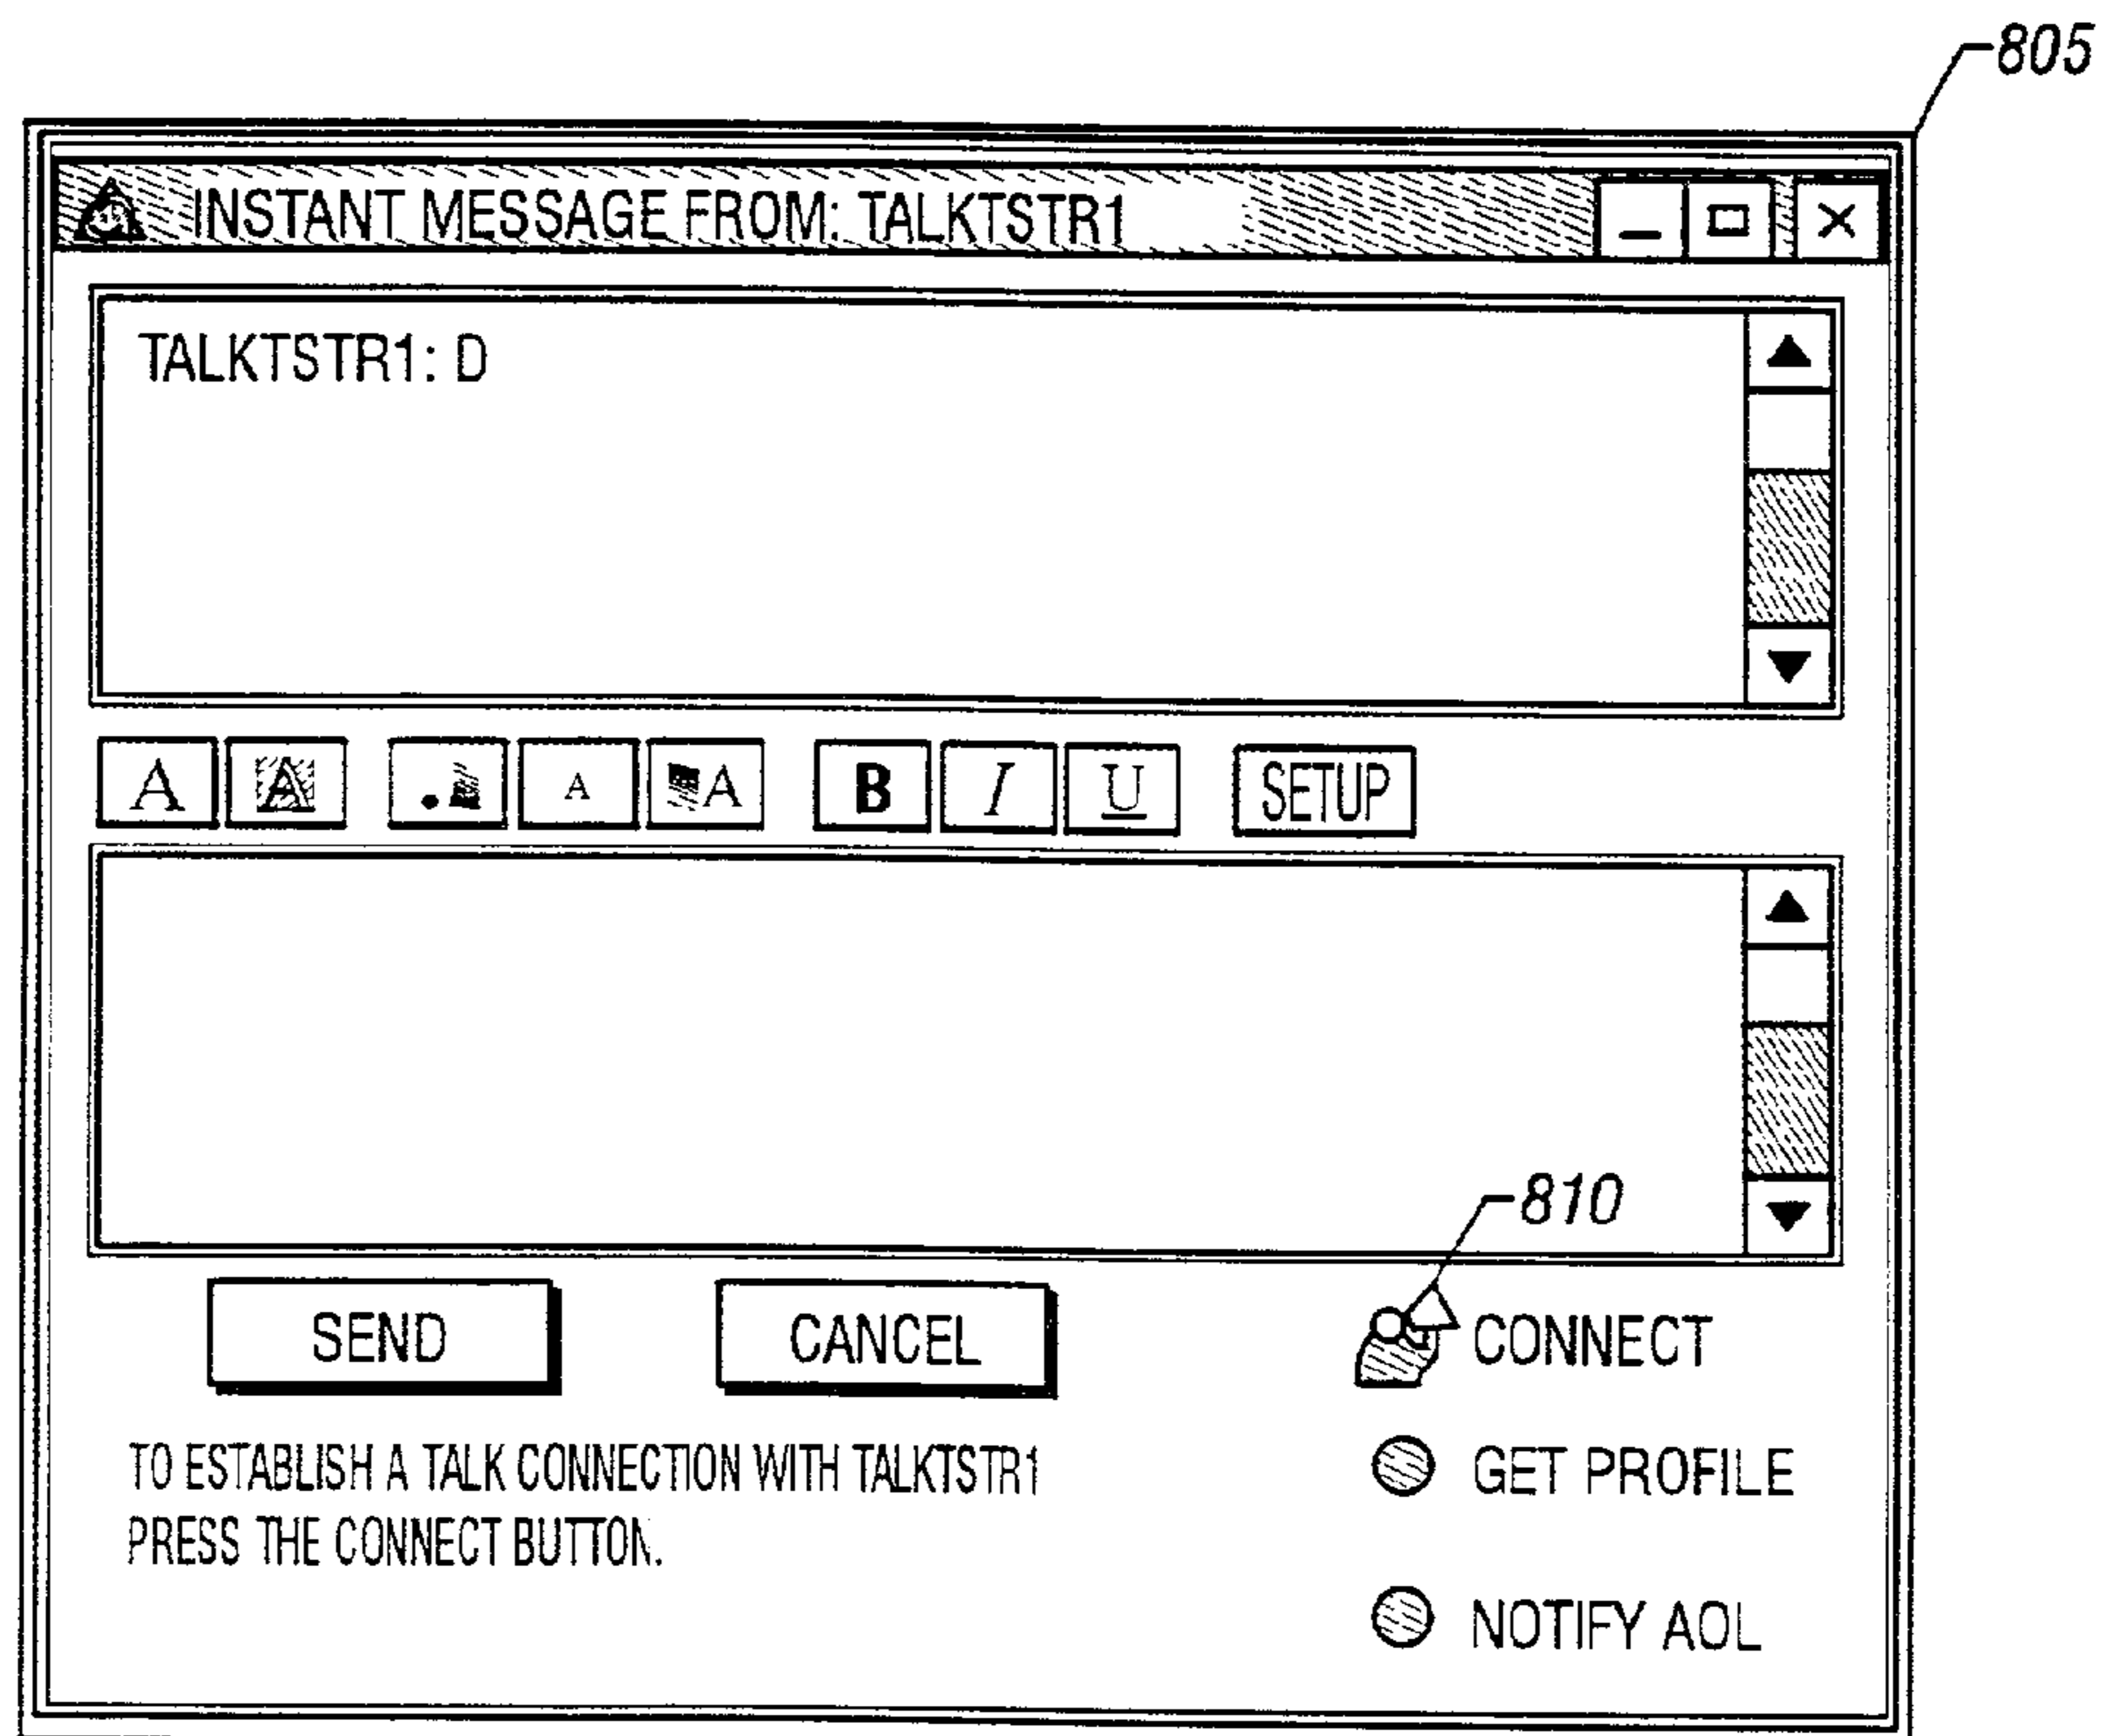 805
INSTANT MESSAGE FROM: TALKTSTR1
TALKTSTR1: D
A A A A B I U SETUP
810
SEND CANCEL CONNECT
TO ESTABLISH A TALK CONNECTION WITH TALKTSTR1
PRESS THE CONNECT BUTTON.
GET PROFILE
NOTIFY AOL